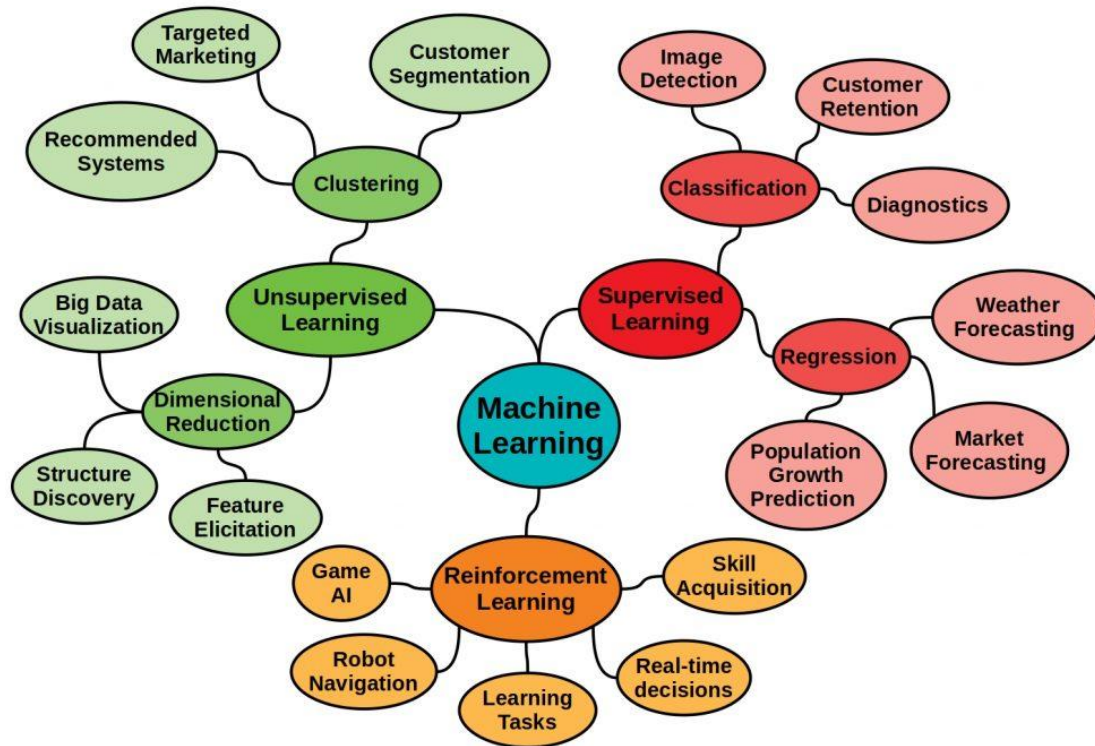 Targeted
Marketing
Customer
Segmentation
Recommended
Systems
Clustering
Unsupervised
Learning
Big Data
Visualization
Dimensional
Reduction
Structure
Discovery
Feature
Elicitation
Image
Detection
Customer
Retention
Classification
Diagnostics
Supervised
Learning
Weather
Forecasting
Regression
Market
Forecasting
Population
Growth
Prediction
Machine
Learning
Reinforcement
Learning
Game
AI
Skill
Acquisition
Robot
Navigation
Learning
Tasks
Real-time
decisions